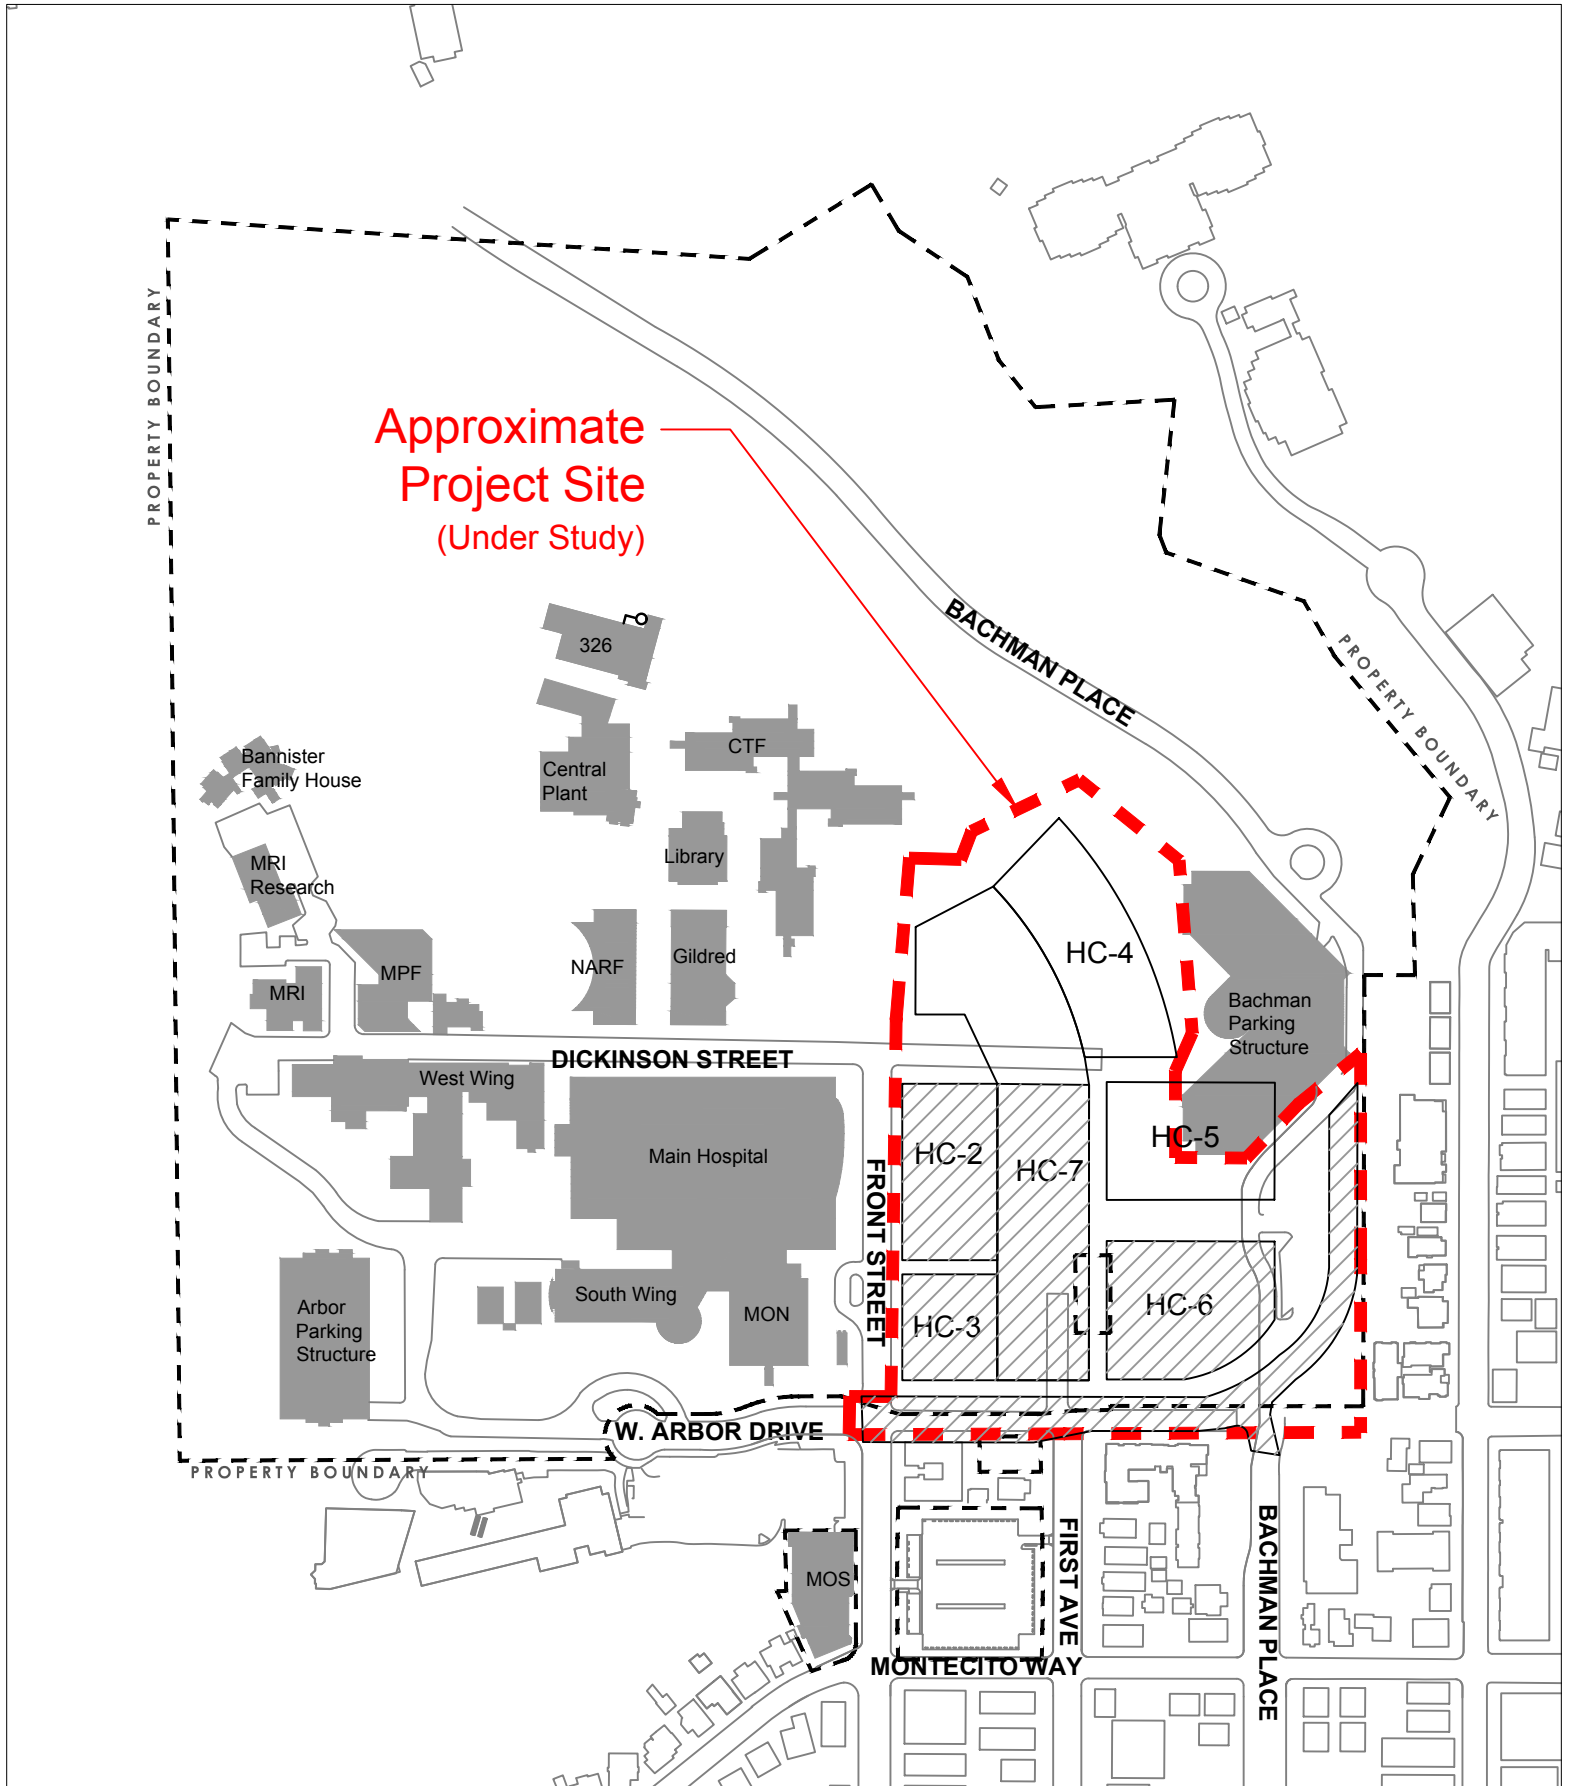 PROPERTY BOUNDARY
Approximate
Project Site
(Under Study)
BACHMAN PLACE
PROPERTY BOUNDARY
326
CTF
Bannister
Family House
Central
Plant
Library
MRI
Research
HC-4
Gildred
NARF
MPF
MRI
Bachman
Parking
Structure
DICKINSON STREET
West Wing
Main Hospital
HC-2
HC-7
HC-5
FRONT STREET
South Wing
MON
HC-3
HC-6
Arbor
Parking
Structure
W. ARBOR DRIVE
PROPERTY BOUNDARY
MOS
FIRST AVE
BACHMAN PLACE
MONTECITO WAY